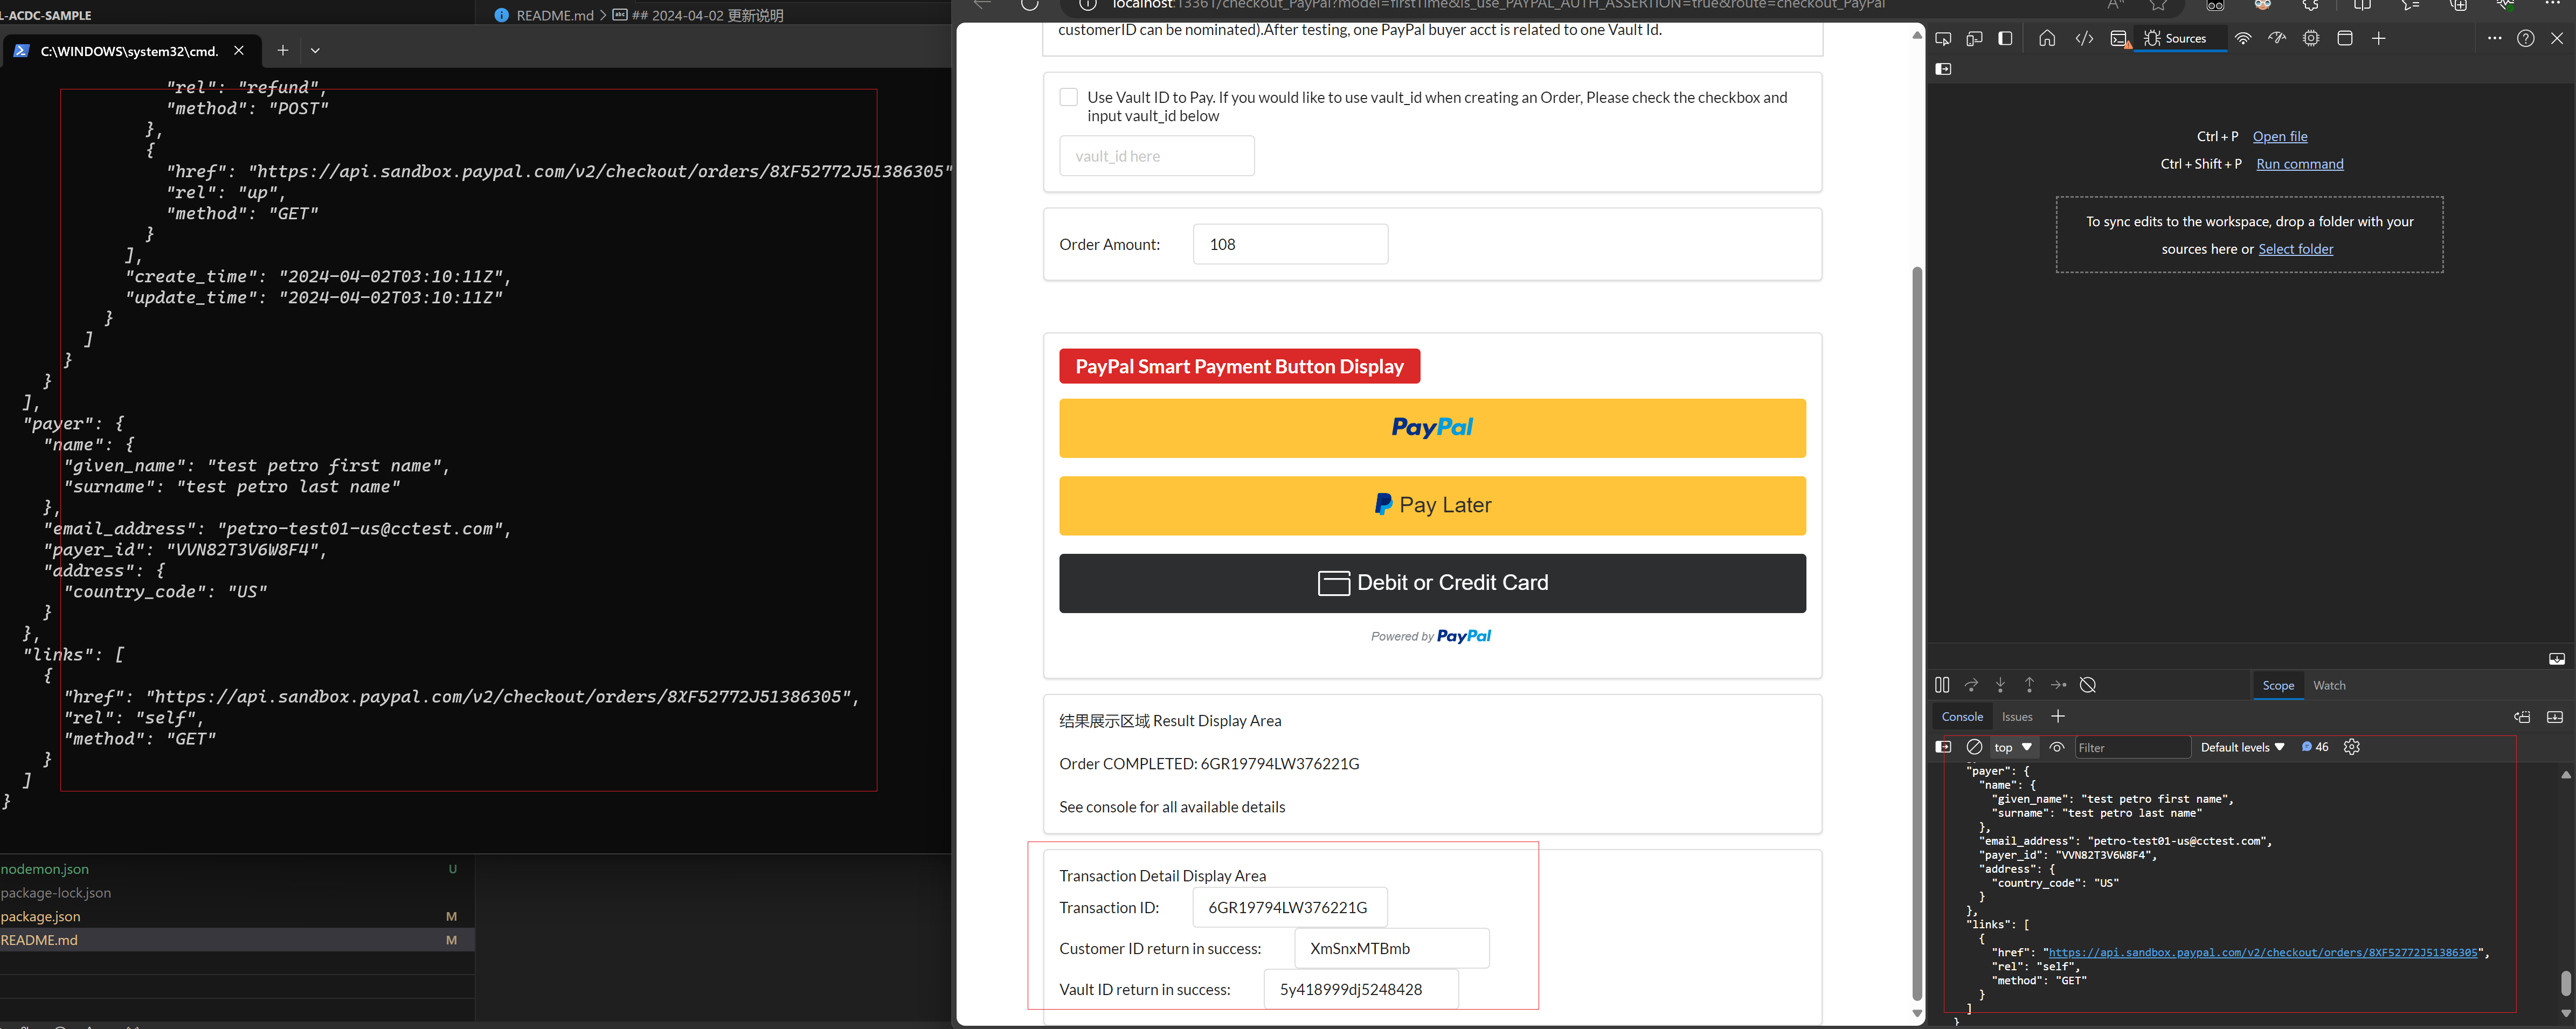 L-ACDC-SAMPLE
README.md > ## 2024-04-02 更新说明
C:\WINDOWS\system32\cmd.
"rel": "refund",
"method": "POST"
},
{
"href": "https://api.sandbox.paypal.com/v2/checkout/orders/8XF52772J51386305"
"rel": "up",
"method": "GET"
}
],
"create_time": "2024-04-02T03:10:11Z",
"update_time": "2024-04-02T03:10:11Z"
}
]
}
}
],
"payer": {
"name": {
"given_name": "test petro first name",
"surname": "test petro last name"
},
"email_address": "petro-test01-us@cctest.com",
"payer_id": "VVN82T3V6W8F4",
"address": {
"country_code": "US"
}
},
"links": [
{
"href": "https://api.sandbox.paypal.com/v2/checkout/orders/8XF52772J51386305",
"rel": "self",
"method": "GET"
}
]
}
nodemon.json U
package-lock.json
package.json M
README.md M
localhost:13361/checkout_PayPal?model=firstTime&is_use_PAYPAL_AUTH_ASSERTION=true&route=checkout_PayPal
customerID can be nominated).After testing, one PayPal buyer acct is related to one Vault Id.
Use Vault ID to Pay. If you would like to use vault_id when creating an Order, Please check the checkbox and
input vault_id below
vault_id here
Order Amount: 108
PayPal Smart Payment Button Display
PayPal
Pay Later
Debit or Credit Card
Powered by PayPal
结果展示区域 Result Display Area
Order COMPLETED: 6GR19794LW376221G
See console for all available details
Transaction Detail Display Area
Transaction ID: 6GR19794LW376221G
Customer ID return in success: XmSnxMTBmb
Vault ID return in success: 5y418999dj5248428
Sources
Ctrl + P Open file
Ctrl + Shift + P Run command
To sync edits to the workspace, drop a folder with your
sources here or Select folder
Scope Watch
Console Issues
top Filter Default levels 46
"payer": {
"name": {
"given_name": "test petro first name",
"surname": "test petro last name"
},
"email_address": "petro-test01-us@cctest.com",
"payer_id": "VVN82T3V6W8F4",
"address": {
"country_code": "US"
}
},
"links": [
{
"href": "https://api.sandbox.paypal.com/v2/checkout/orders/8XF52772J51386305",
"rel": "self",
"method": "GET"
}
]
}